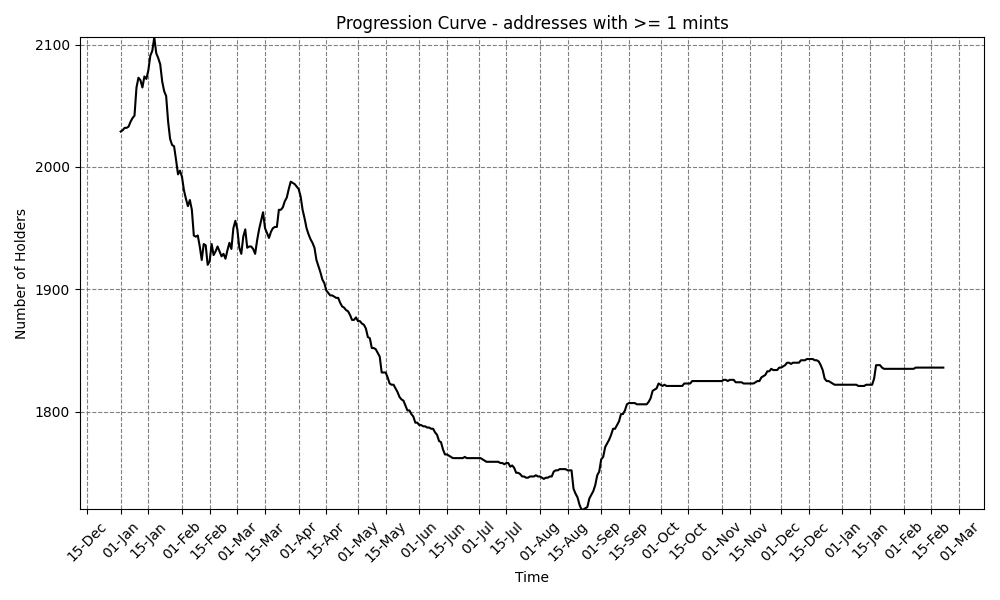 Progression Curve - addresses with >= 1 mints
Number of Holders
2100
2000
1900
1800
15-Dec
01-Jan
15-Jan
01-Feb
15-Feb
01-Mar
15-Mar
01-Apr
15-Apr
01-May
15-May
01-Jun
15-Jun
01-Jul
15-Jul
01-Aug
15-Aug
01-Sep
15-Sep
01-Oct
15-Oct
01-Nov
15-Nov
01-Dec
15-Dec
01-Jan
15-Jan
01-Feb
15-Feb
01-Mar
Time